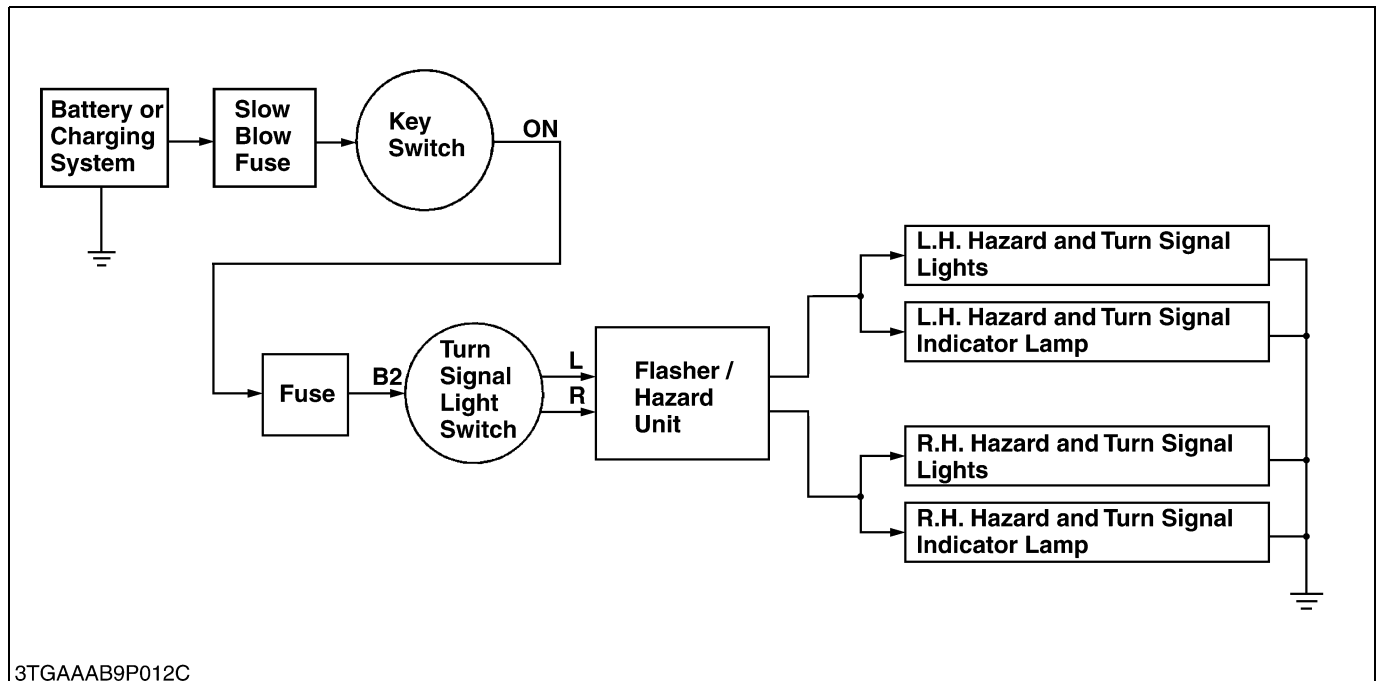 Battery or
Charging
System
Slow
Blow
Fuse
Key
Switch
ON
L.H. Hazard and Turn Signal
Lights
L.H. Hazard and Turn Signal
Indicator Lamp
Fuse
B2
Turn
Signal
Light
Switch
L
R
Flasher /
Hazard
Unit
R.H. Hazard and Turn Signal
Lights
R.H. Hazard and Turn Signal
Indicator Lamp
3TGAAAB9P012C